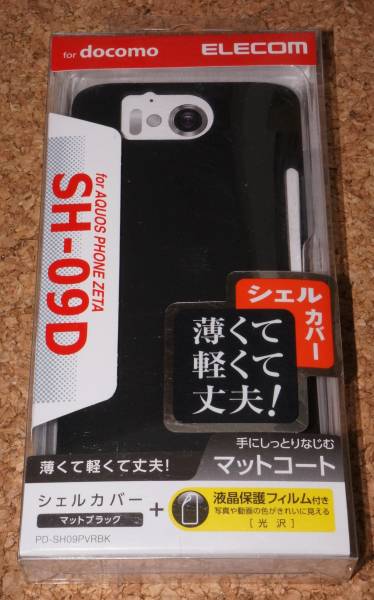 for docomo
ELECOM
for AQUOS PHONE ZETA
SH-09D
シェル
カバー
薄くて
軽くて
丈夫!
手にしっとりなじむ
マットコート
薄くて軽くて丈夫!
シェルカバー
マットブラック
PD-SH09PVRBK
+
液晶保護フィルム付き
写真や動画の色がきれいに見える
[光沢]